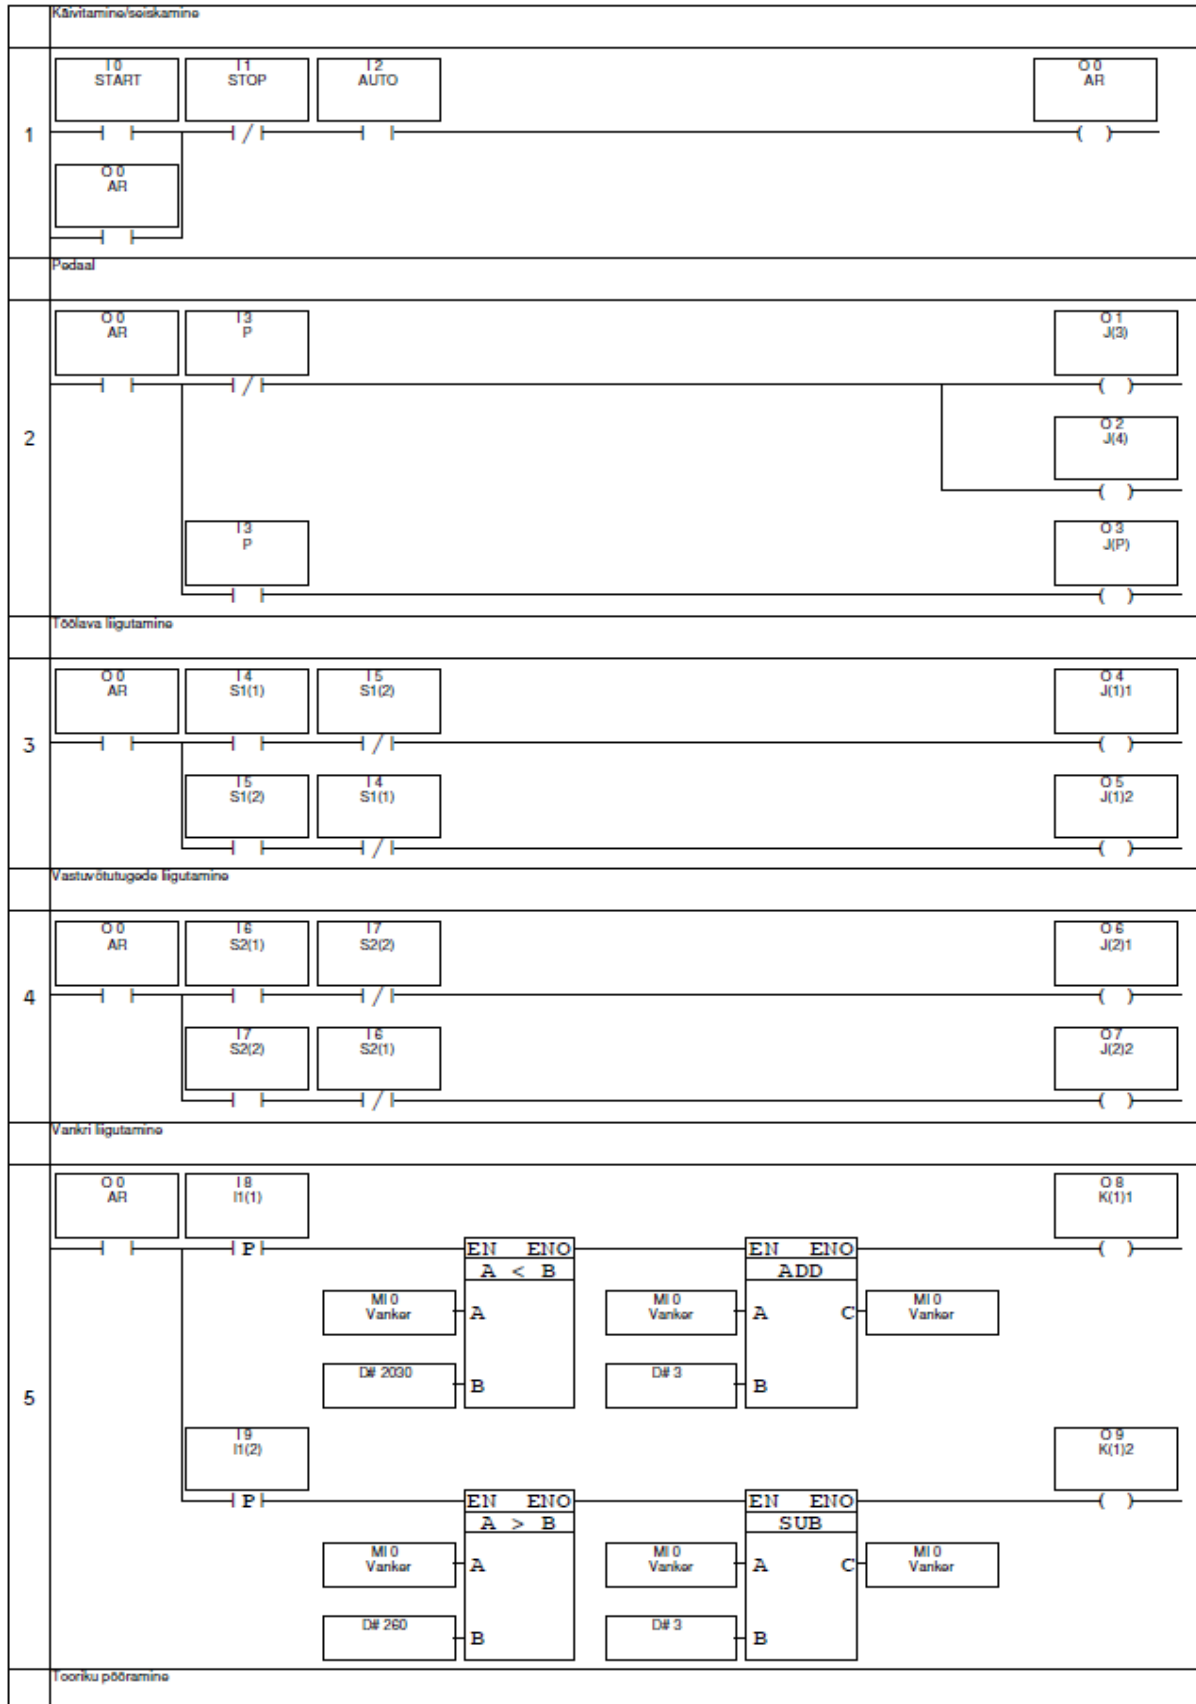 Käivitamine/seiskamine
I 0 I 1 I 2 O 0
START STOP AUTO AR
1
O 0
AR
Pedaal
O 0 I 3 O 1
AR P J(3)
2
O 2
J(4)
I 3 O 3
P J(P)
Töölava liigutamine
O 0 I 4 I 5 O 4
AR S1(1) S1(2) J(1)1
3
I 5 I 4 O 5
S1(2) S1(1) J(1)2
Vastuvõtutugede liigutamine
O 0 I 6 I 7 O 6
AR S2(1) S2(2) J(2)1
4
I 7 I 6 O 7
S2(2) S2(1) J(2)2
Vankri liigutamine
O 0 I 8 O 8
AR I1(1) K(1)1
P EN ENO EN ENO
A < B ADD
MI 0 MI 0 MI 0
Vanker A Vanker A C Vanker
D# 2030 D# 3
B B
5
I 9 O 9
I1(2) K(1)2
P EN ENO EN ENO
A > B SUB
MI 0 MI 0 MI 0
Vanker A Vanker A C Vanker
D# 260 D# 3
B B
Tooriku pööramine